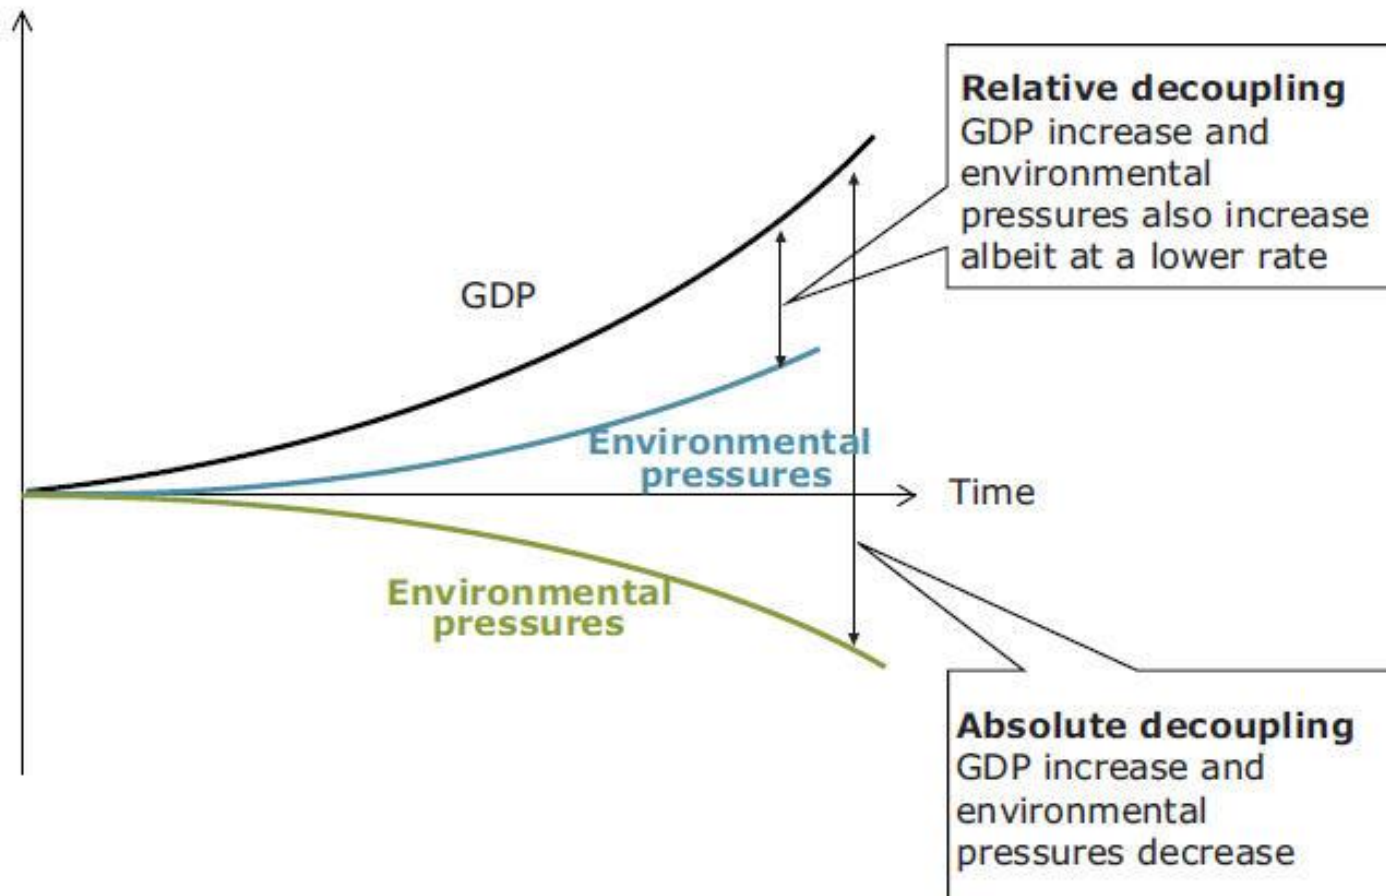 Relative decoupling
GDP increase and
environmental
pressures also increase
albeit at a lower rate
GDP
Environmental
pressures
Time
Environmental
pressures
Absolute decoupling
GDP increase and
environmental
pressures decrease